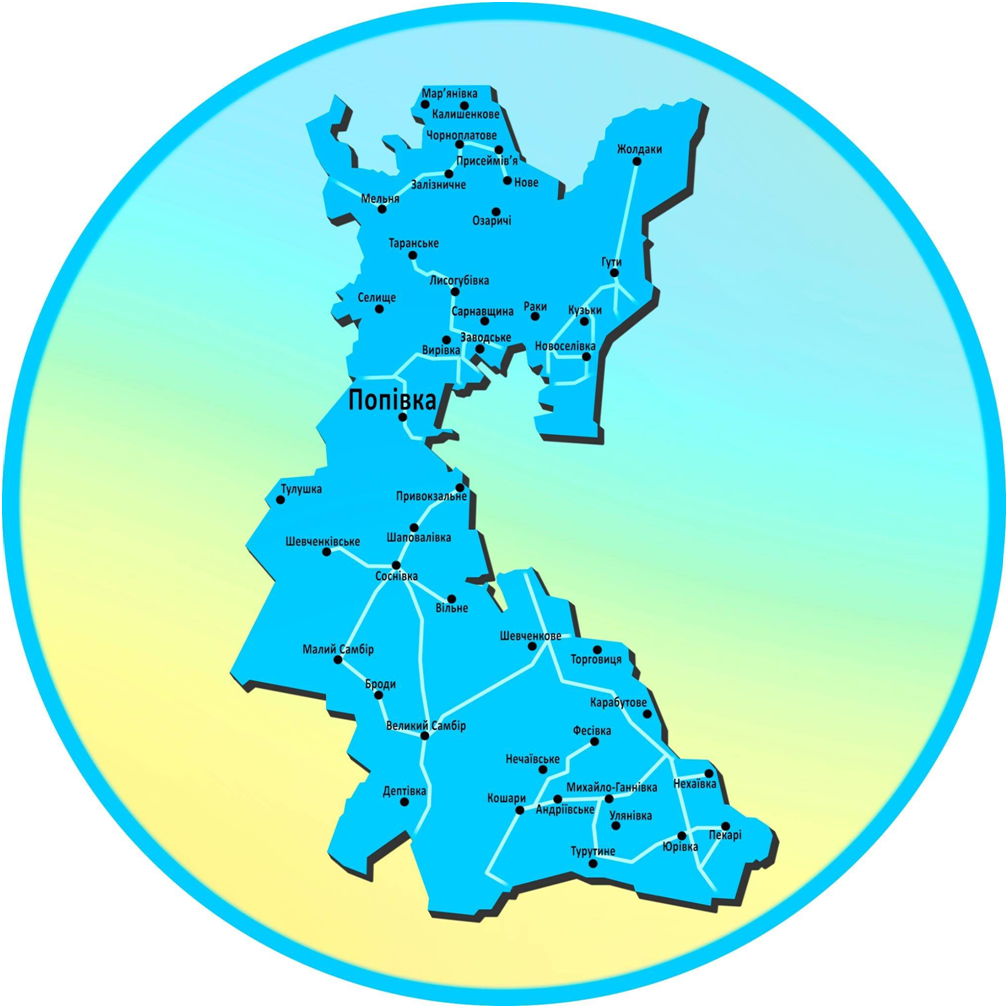 Мар'янівка
Калишенкове
Чорноплатове
Жолдаки
Присеймів'я
Залізничне
Нове
Мельня
Озаричі
Таранське
Гути
Лисогубівка
Селище
Сарнавщина
Раки
Кузьки
Заводське
Вирівка
Новоселівка
Попівка
Тулушка
Привокзальне
Шаповалівка
Шевченківське
Соснівка
Вільне
Шевченкове
Малий Самбір
Торговиця
Броди
Карабутове
Великий Самбір
Фесівка
Нечаївське
Нехаївка
Дептівка
Михайло-Ганнівка
Кошари
Андріївське
Улянівка
Пекарі
Юрівка
Турутине